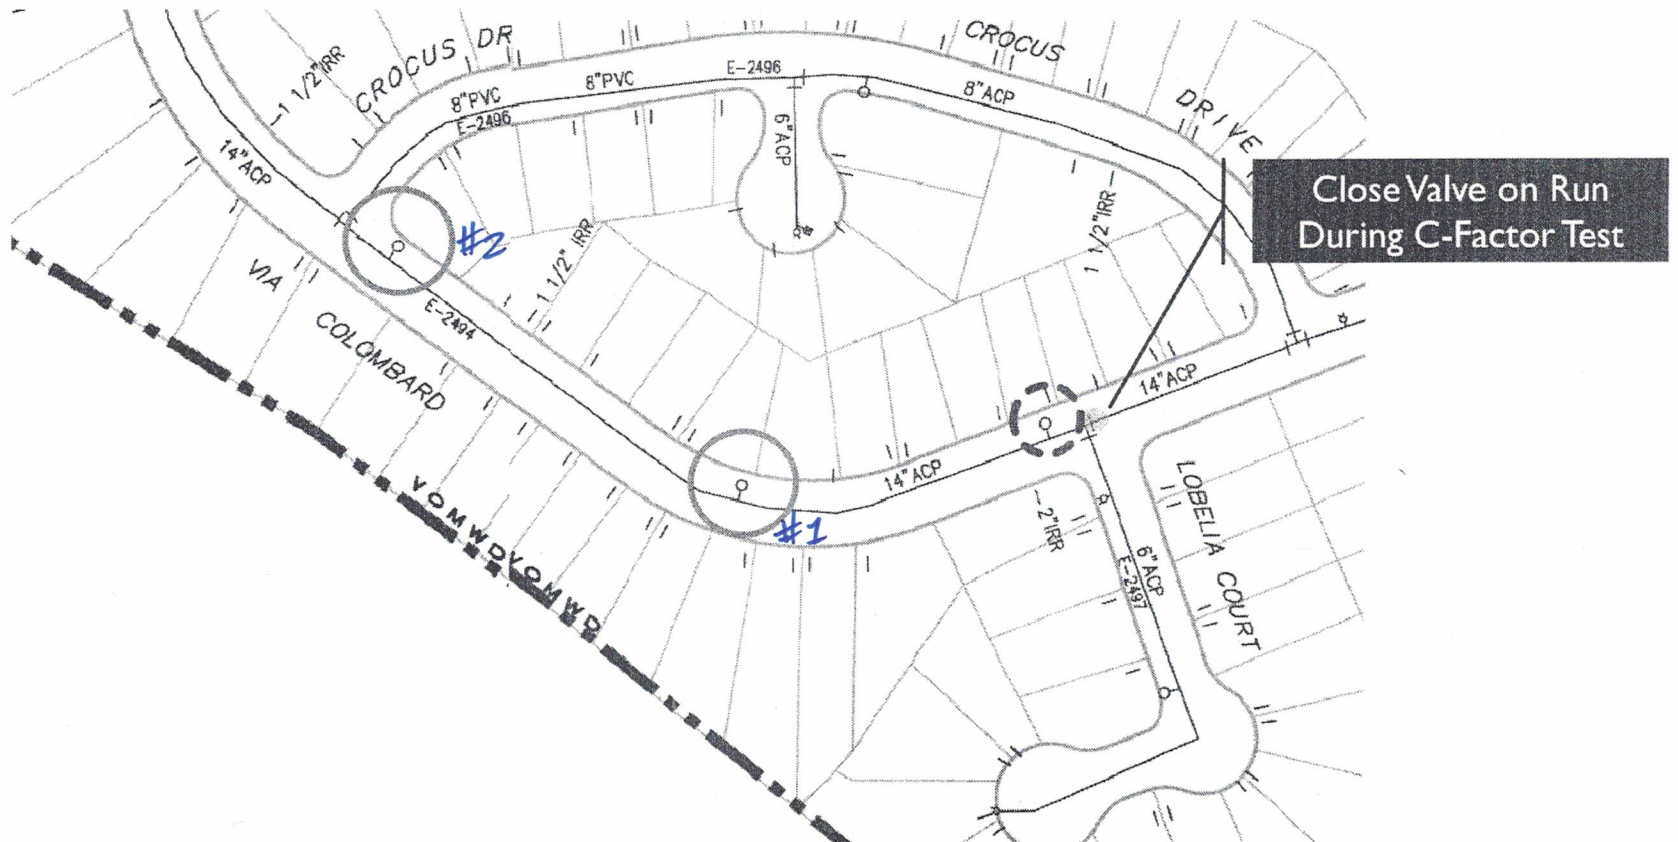 CROCUS DR
CROCUS
DRIVE
1 1/2"IRR
8"PVC
8"PVC
E-2496
E-2496
8"ACP
6"ACP
14"ACP
Close Valve on Run
During C-Factor Test
#2
1 1/2" IRR
1 1/2"IRR
VIA
COLOMBARD
E-2494
14"ACP
14"ACP
#1
2"IRR
LOBELIA COURT
6"ACP
E-2497
VOMWDVOMWD